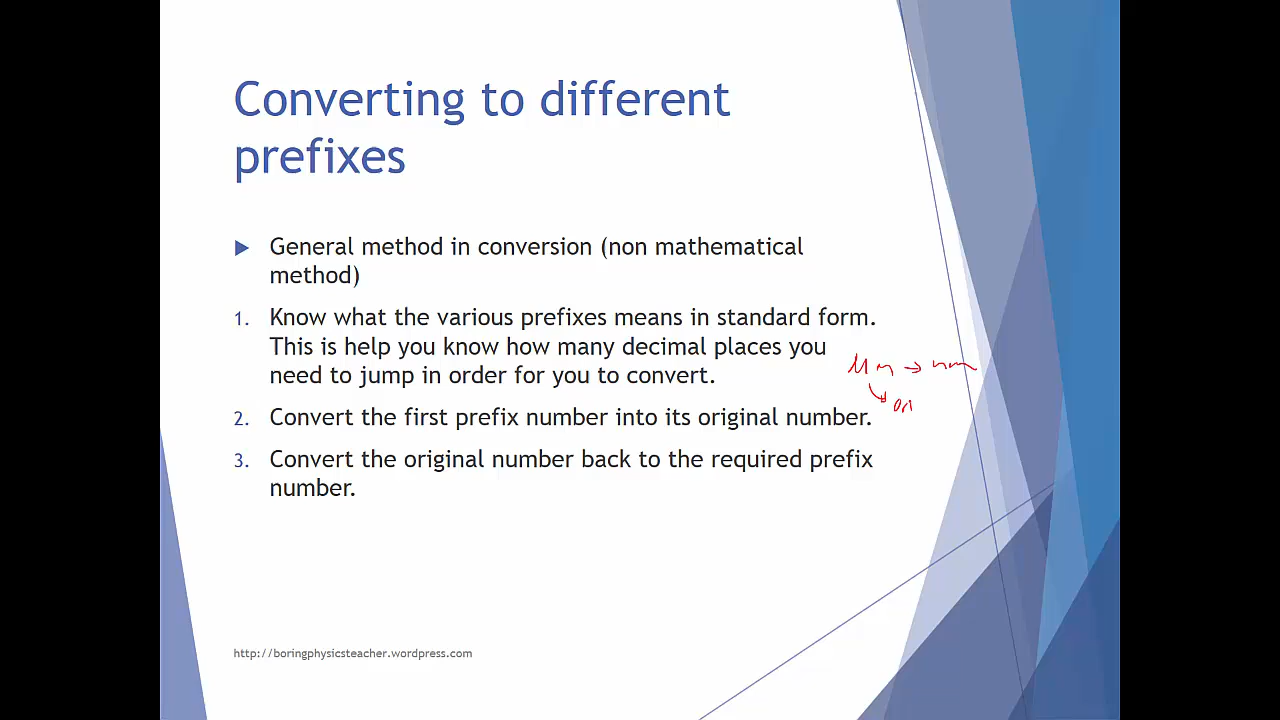 Converting to different
prefixes
General method in conversion (non mathematical
method)
1. Know what the various prefixes means in standard form.
This is help you know how many decimal places you
need to jump in order for you to convert.
Mm → nm
2. Convert the first prefix number into its original number.
3. Convert the original number back to the required prefix
number.
http://boringphysicsteacher.wordpress.com